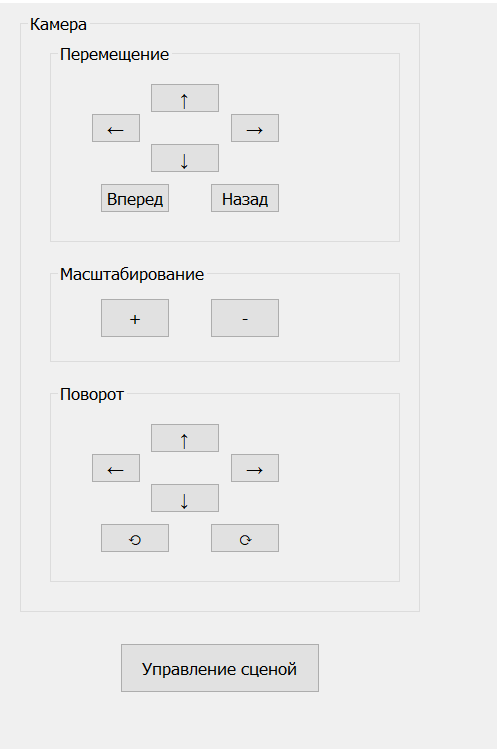 Камера
Перемещение
↑
← →
↓
Вперед Назад
Масштабирование
+ -
Поворот
↑
← →
↓
⟲ ⟳
Управление сценой